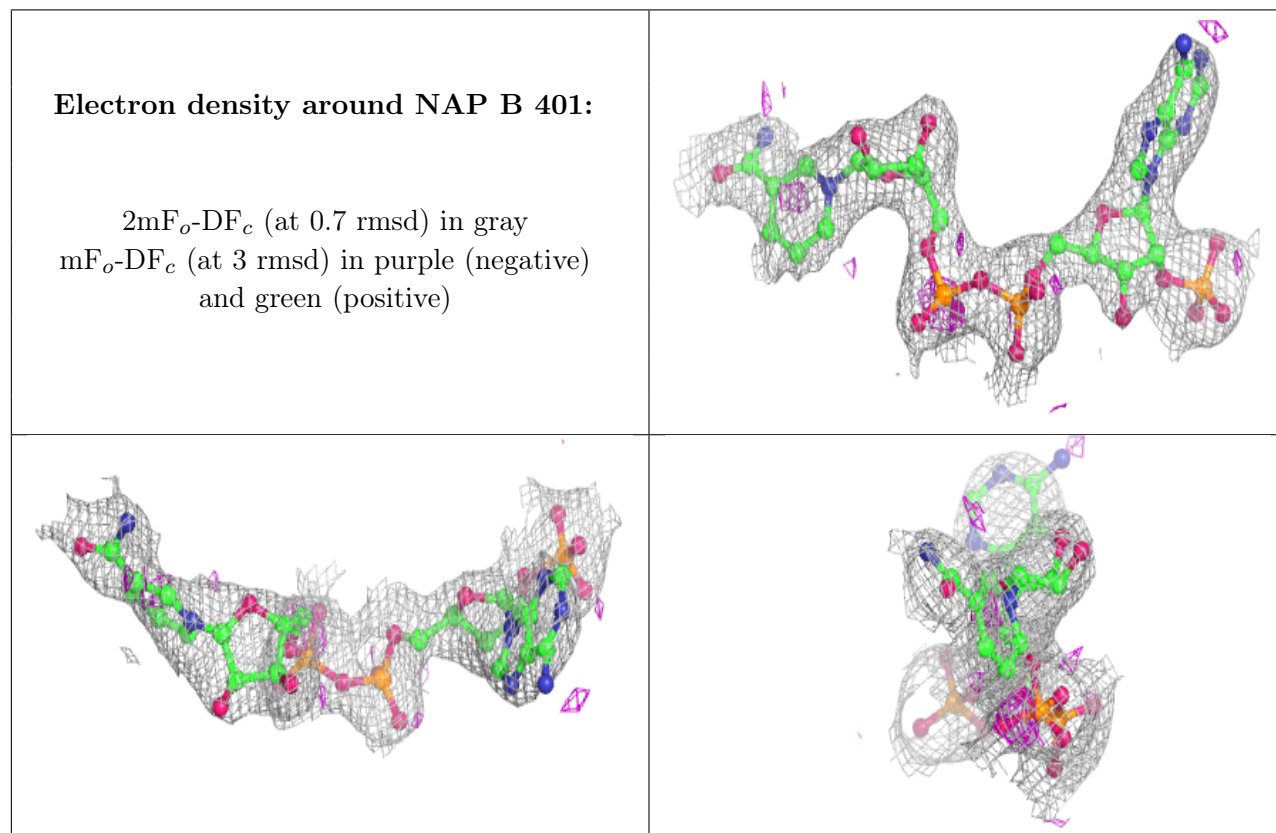 Electron density around NAP B 401:
2mFo-DFc (at 0.7 rmsd) in gray
mFo-DFc (at 3 rmsd) in purple (negative)
and green (positive)